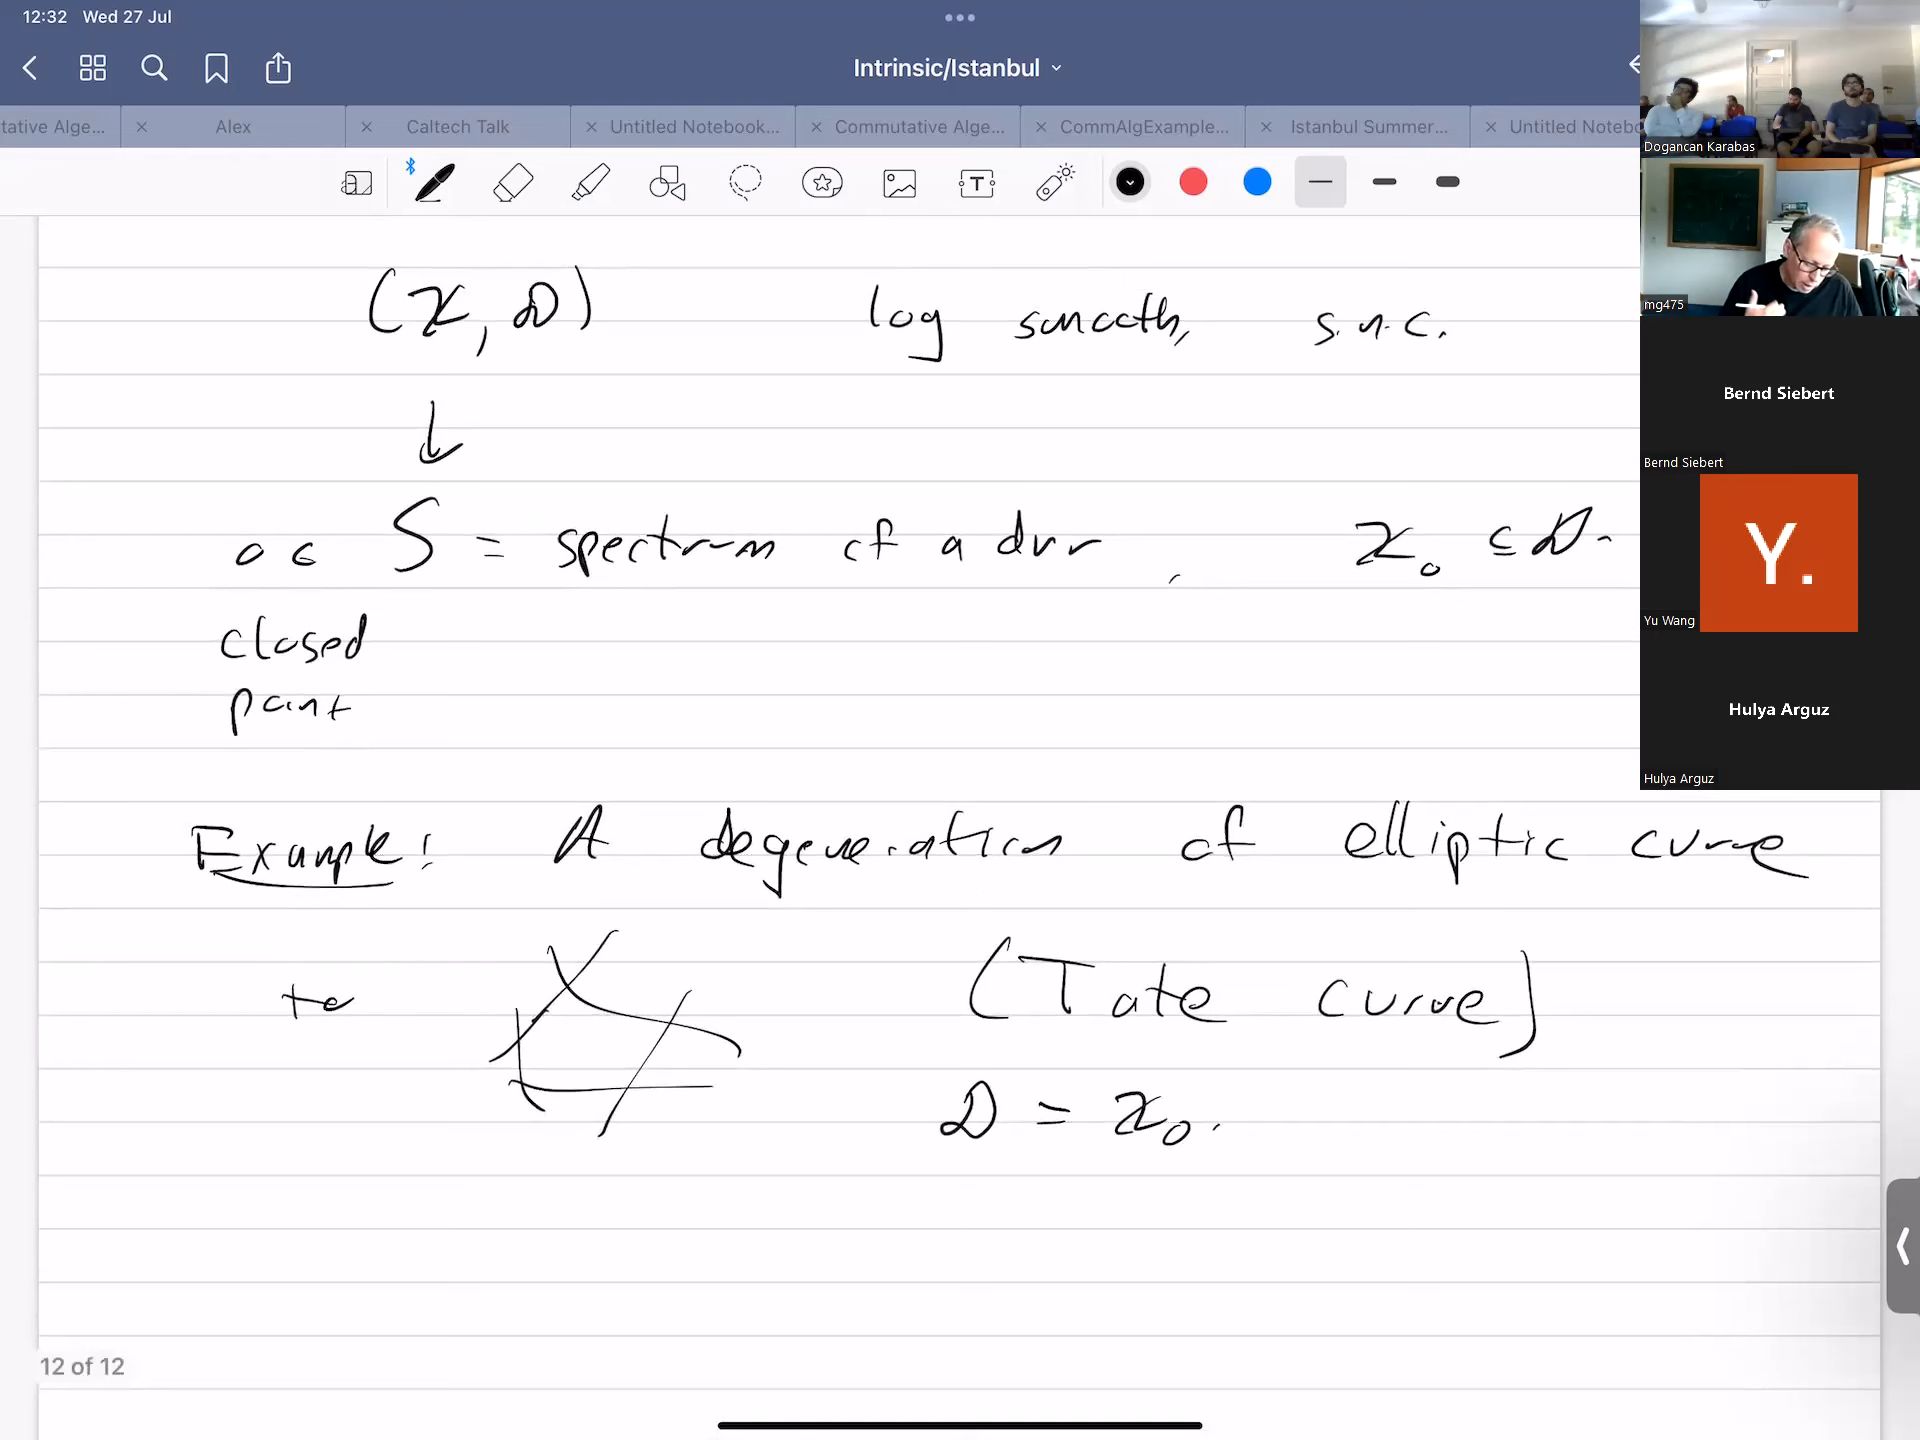 12:32 Wed 27 Jul
Intrinsic/Istanbul
tative Alge...
Alex
Caltech Talk
Untitled Notebook...
Commutative Alge...
CommAlgExample...
Istanbul Summer...
Untitled Notebo
Dogancan Karabas
mg475
Bernd Siebert
Bernd Siebert
Y.
Yu Wang
Hulya Arguz
Hulya Arguz
(𝒳, 𝒟) log smooth, s.n.c.
↓
0 ∈ S = spectrum of a dvr, 𝒳₀ ⊆ 𝒟.
closed
point
Example: A degeneration of elliptic curve
to (Tate curve)
𝒟 = 𝒳₀.
12 of 12